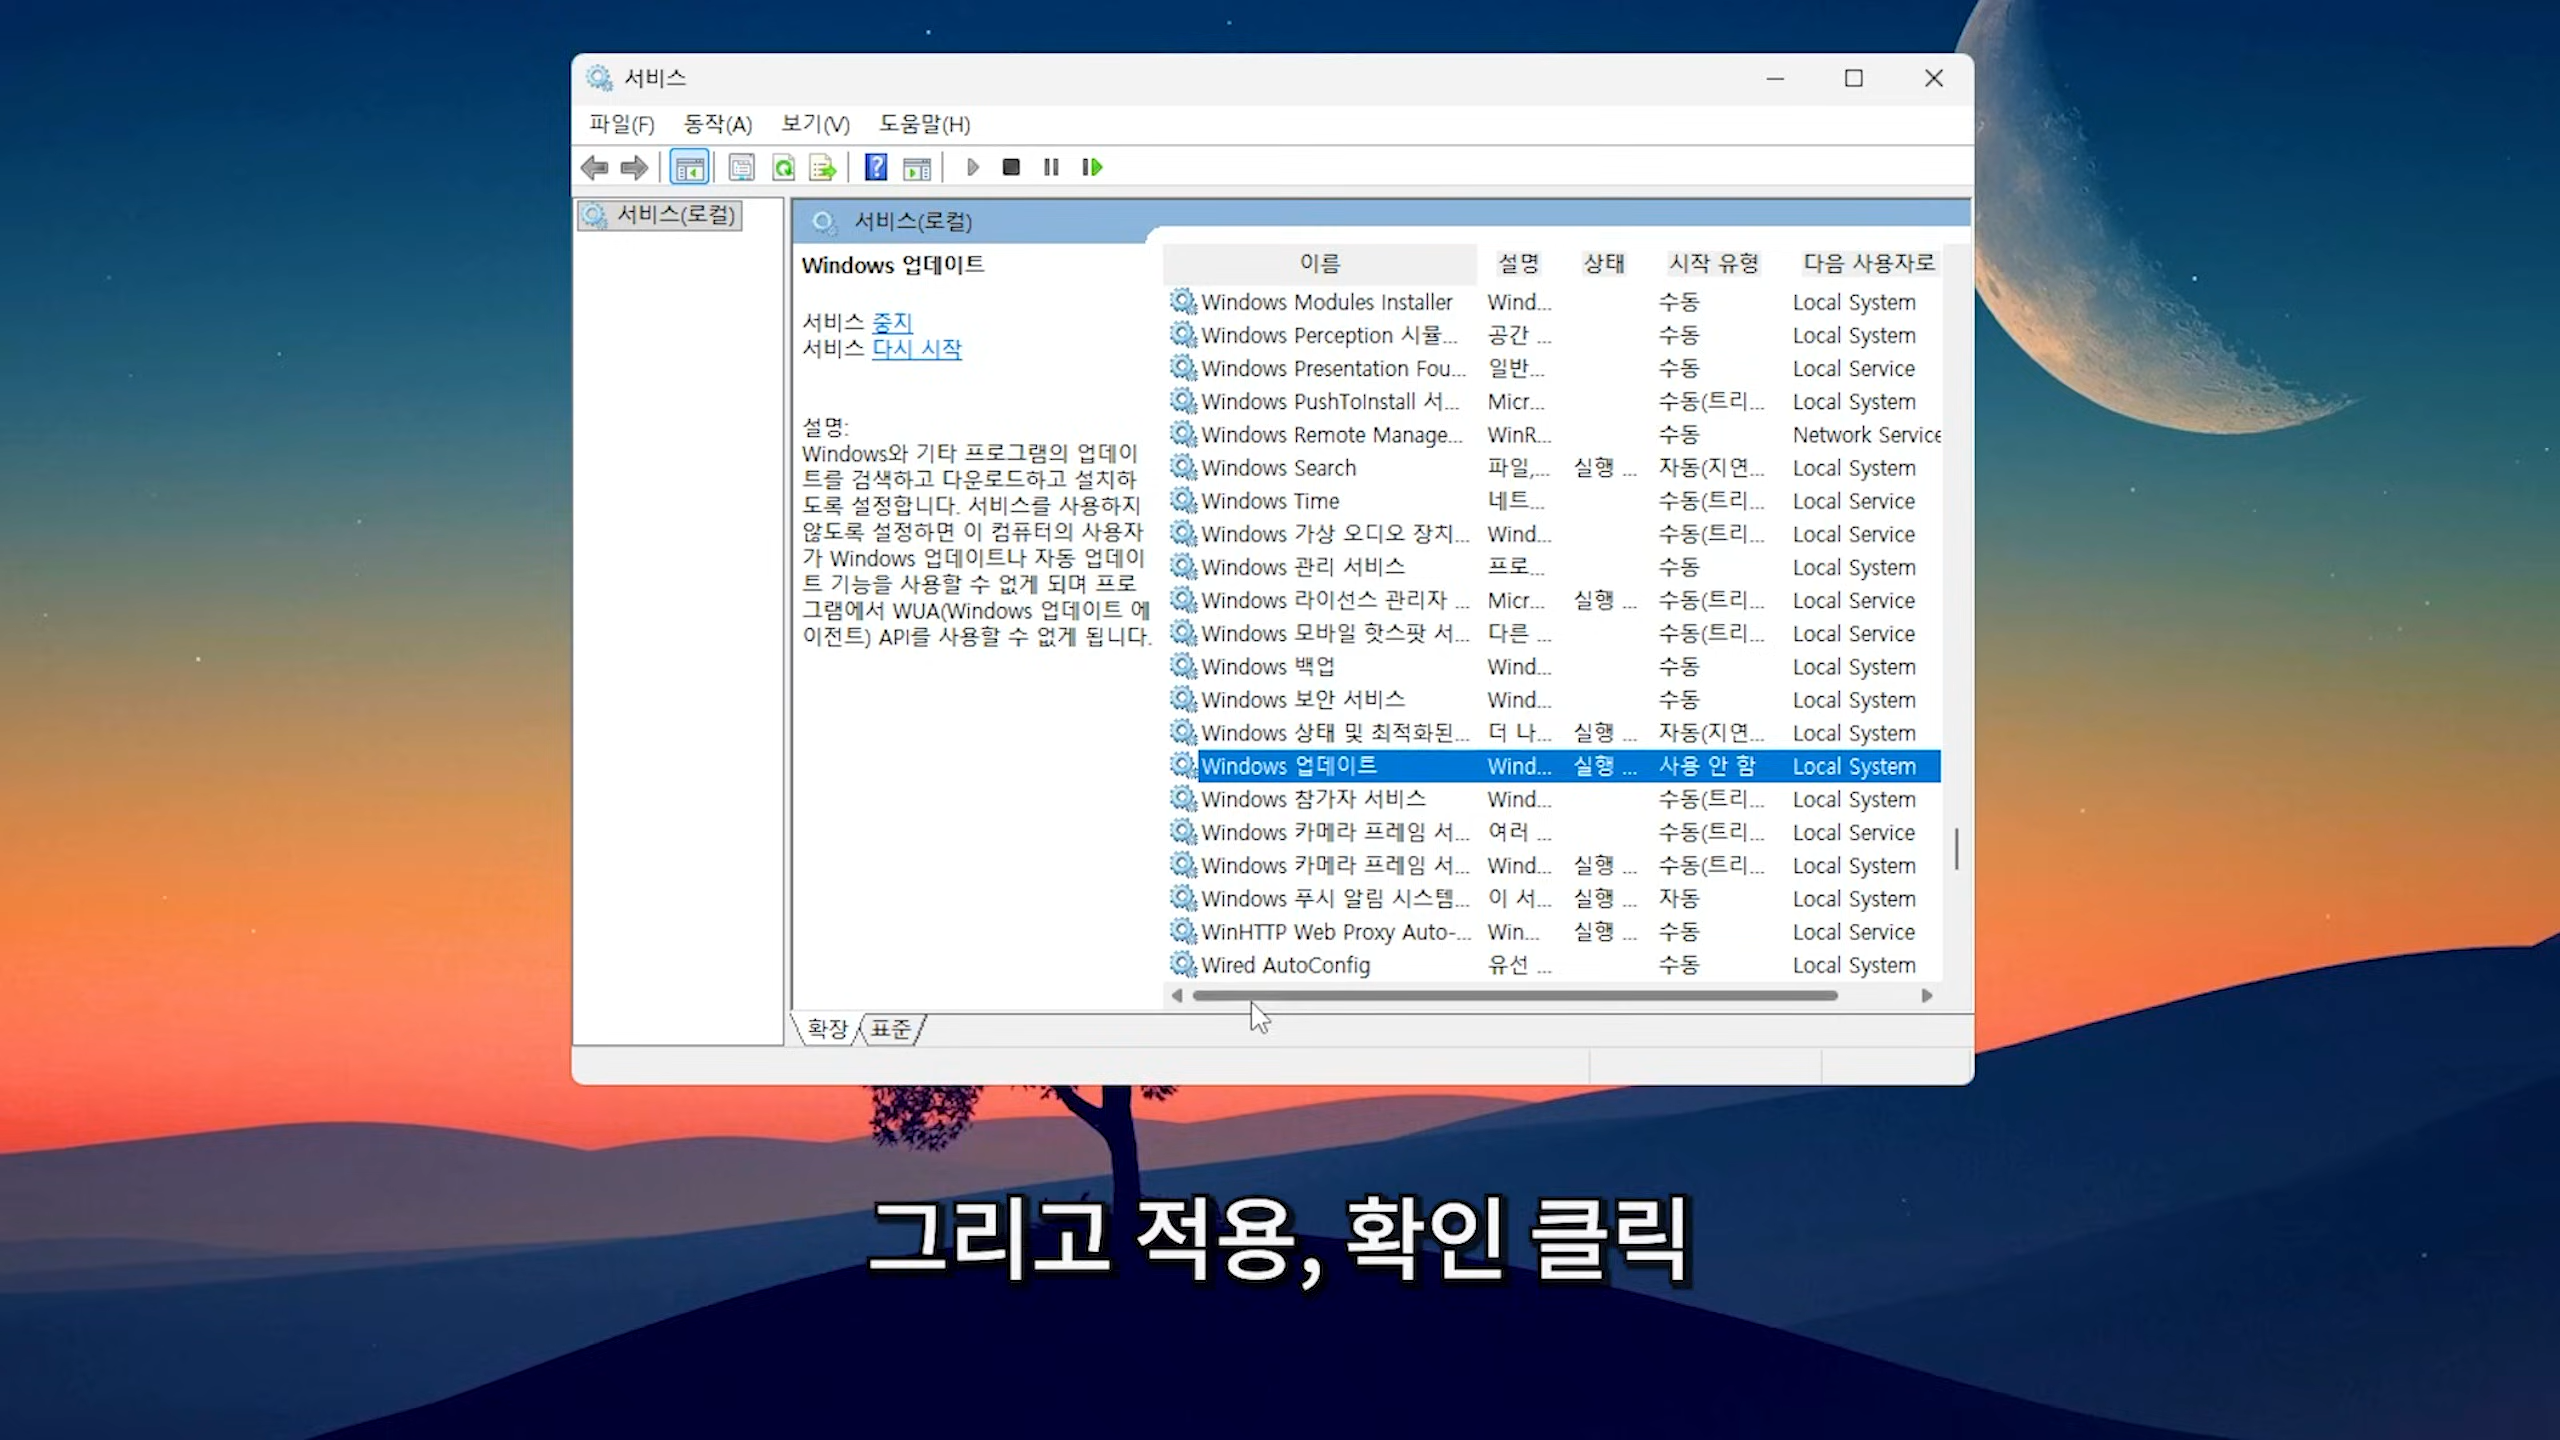 서비스
파일(F) 동작(A) 보기(V) 도움말(H)
서비스(로컬)
서비스(로컬)
Windows 업데이트
서비스 중지
서비스 다시 시작
설명:
Windows와 기타 프로그램의 업데이
트를 검색하고 다운로드하고 설치하
도록 설정합니다. 서비스를 사용하지
않도록 설정하면 이 컴퓨터의 사용자
가 Windows 업데이트나 자동 업데이
트 기능을 사용할 수 없게 되며 프로
그램에서 WUA(Windows 업데이트 에
이전트) API를 사용할 수 없게 됩니다.
이름 설명 상태 시작 유형 다음 사용자로
Windows Modules Installer Wind... 수동 Local System
Windows Perception 시뮬... 공간 ... 수동 Local System
Windows Presentation Fou... 일반... 수동 Local Service
Windows PushToInstall 서... Micr... 수동(트리... Local System
Windows Remote Manage... WinR... 수동 Network Service
Windows Search 파일,... 실행 ... 자동(지연... Local System
Windows Time 네트... 수동(트리... Local Service
Windows 가상 오디오 장치... Wind... 수동(트리... Local Service
Windows 관리 서비스 프로... 수동 Local System
Windows 라이선스 관리자 ... Micr... 실행 ... 수동(트리... Local Service
Windows 모바일 핫스팟 서... 다른 ... 수동(트리... Local Service
Windows 백업 Wind... 수동 Local System
Windows 보안 서비스 Wind... 수동 Local System
Windows 상태 및 최적화된... 더 나... 실행 ... 자동(지연... Local System
Windows 업데이트 Wind... 실행 ... 사용 안 함 Local System
Windows 참가자 서비스 Wind... 수동(트리... Local System
Windows 카메라 프레임 서... 여러 ... 수동(트리... Local Service
Windows 카메라 프레임 서... Wind... 실행 ... 수동(트리... Local System
Windows 푸시 알림 시스템... 이 서... 실행 ... 자동 Local System
WinHTTP Web Proxy Auto-... Win... 실행 ... 수동 Local Service
Wired AutoConfig 유선 ... 수동 Local System
확장 표준
그리고 적용, 확인 클릭